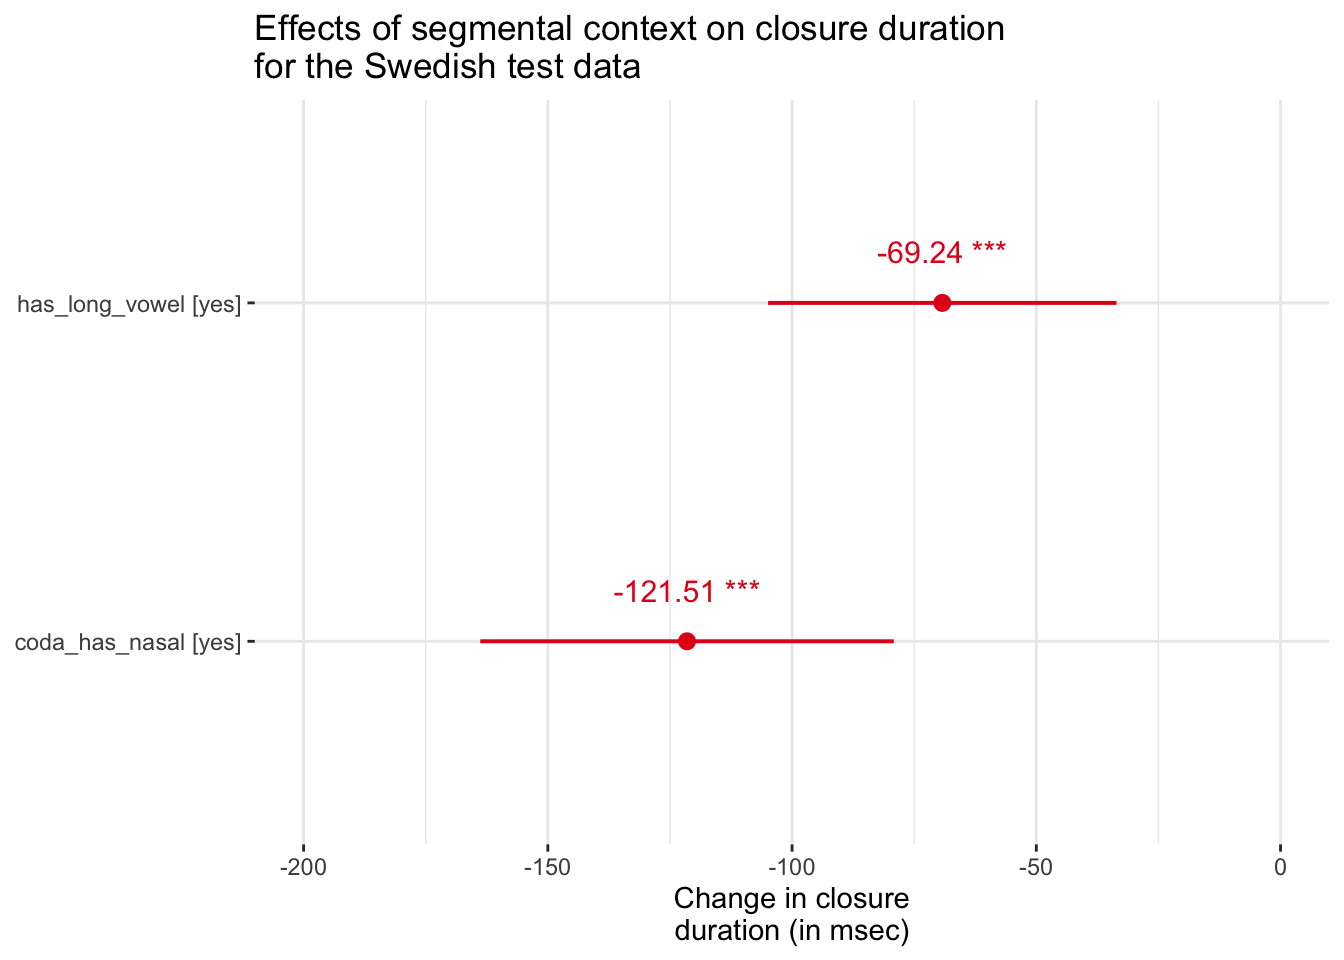 Effects of segmental context on closure duration
for the Swedish test data
-69.24 ***
has_long_vowel [yes]
-121.51 ***
coda_has_nasal [yes]
-200 -150 -100 -50 0
Change in closure
duration (in msec)